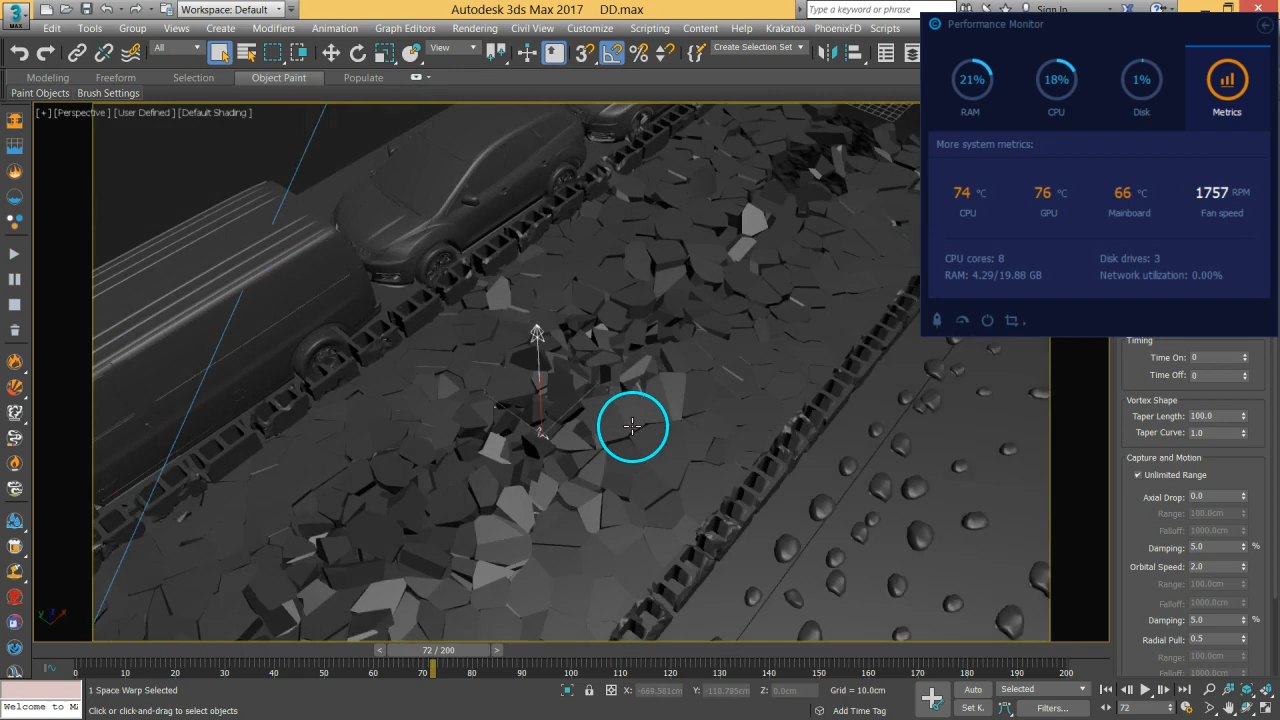 Workspace: Default
Autodesk 3ds Max 2017 DD.max
Type a keyword or phrase
Sign In
MAX
Edit Tools Group Views Create Modifiers Animation Graph Editors Rendering Civil View Customize Scripting Content Help Krakatoa PhoenixFD Scripts
All
View
Create Selection Set
Modeling Freeform Selection Object Paint Populate
Paint Objects Brush Settings
[+] [Perspective] [User Defined] [Default Shading]
Performance Monitor
21% 18% 1%
RAM CPU Disk Metrics
More system metrics:
74 °C 76 °C 66 °C 1757 RPM
CPU GPU Mainboard Fan speed
CPU cores: 8 Disk drives: 3
RAM: 4.29/19.88 GB Network utilization: 0.00%
Timing
Time On: 0
Time Off: 0
Vortex Shape
Taper Length: 100.0
Taper Curve: 1.0
Capture and Motion
Unlimited Range
Axial Drop: 0.0
Range: 100.0cm
Falloff: 1000.0cm
Damping: 5.0 %
Orbital Speed: 2.0
Range: 100.0cm
Falloff: 1000.0cm
Damping: 5.0 %
Radial Pull: 0.5
Range: 100.0cm
Falloff: 1000.0cm
y z x
< 72 / 200 >
0 10 20 30 40 50 60 70 80 90 100 110 120 130 140 150 160 170 180 190 200
1 Space Warp Selected
X: -669.581cm Y: -110.785cm Z: 0.0cm Grid = 10.0cm
Auto Selected
Welcome to M
Click or click-and-drag to select objects
Add Time Tag
Set K. Filters... 72